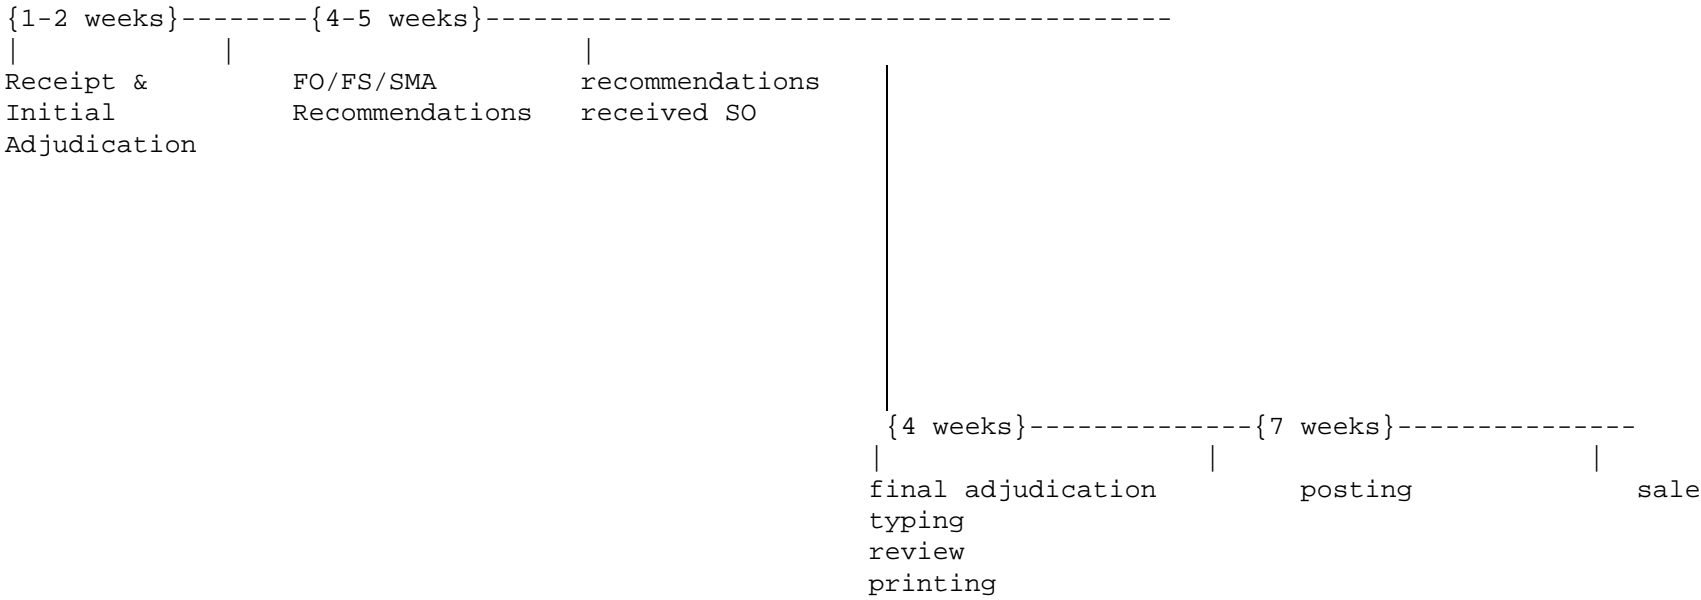 {1-2 weeks}--------{4-5 weeks}-------------------------------------------
| | |
Receipt & FO/FS/SMA recommendations
Initial Recommendations received SO
Adjudication
{4 weeks}--------------{7 weeks}---------------
| | |
final adjudication posting sale
typing
review
printing